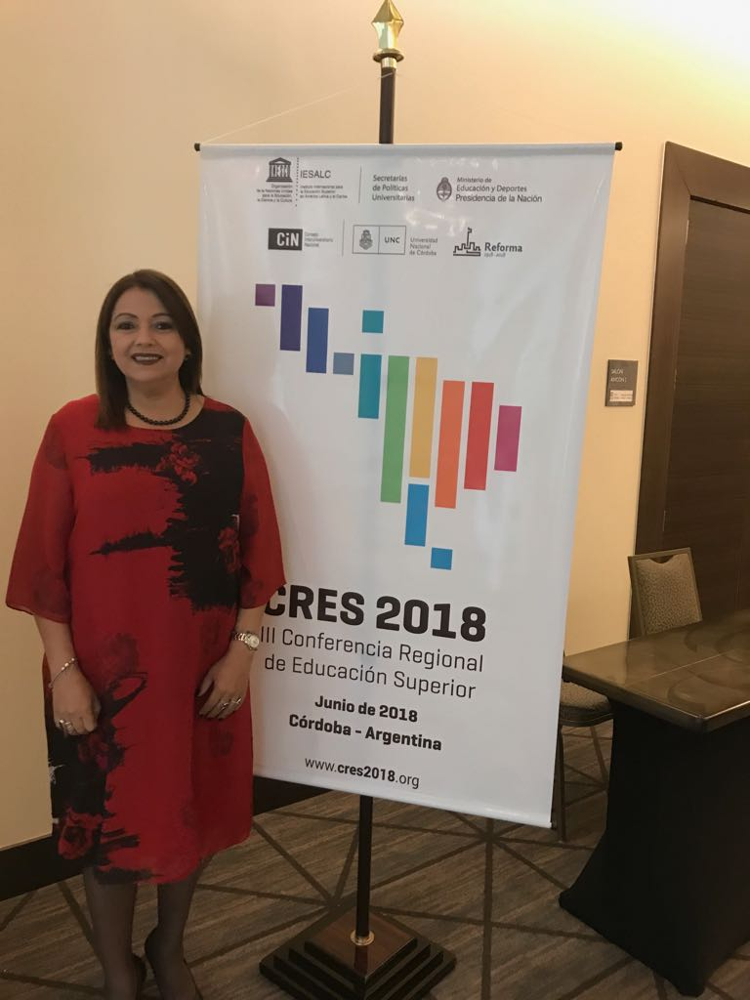 IESALC
Organización
de las Naciones Unidas
para la Educación,
la Ciencia y la Cultura
Instituto Internacional para
la Educación Superior
en América Latina y el Caribe
Secretarías
de Políticas
Universitarias
Ministerio de
Educación y Deportes
Presidencia de la Nación
CiN
Consejo
Interuniversitario
Nacional
UNC
Universidad
Nacional
de Córdoba
Reforma
1918 - 2018
CRES 2018
III Conferencia Regional
de Educación Superior
Junio de 2018
Córdoba - Argentina
www.cres2018.org
SALÓN